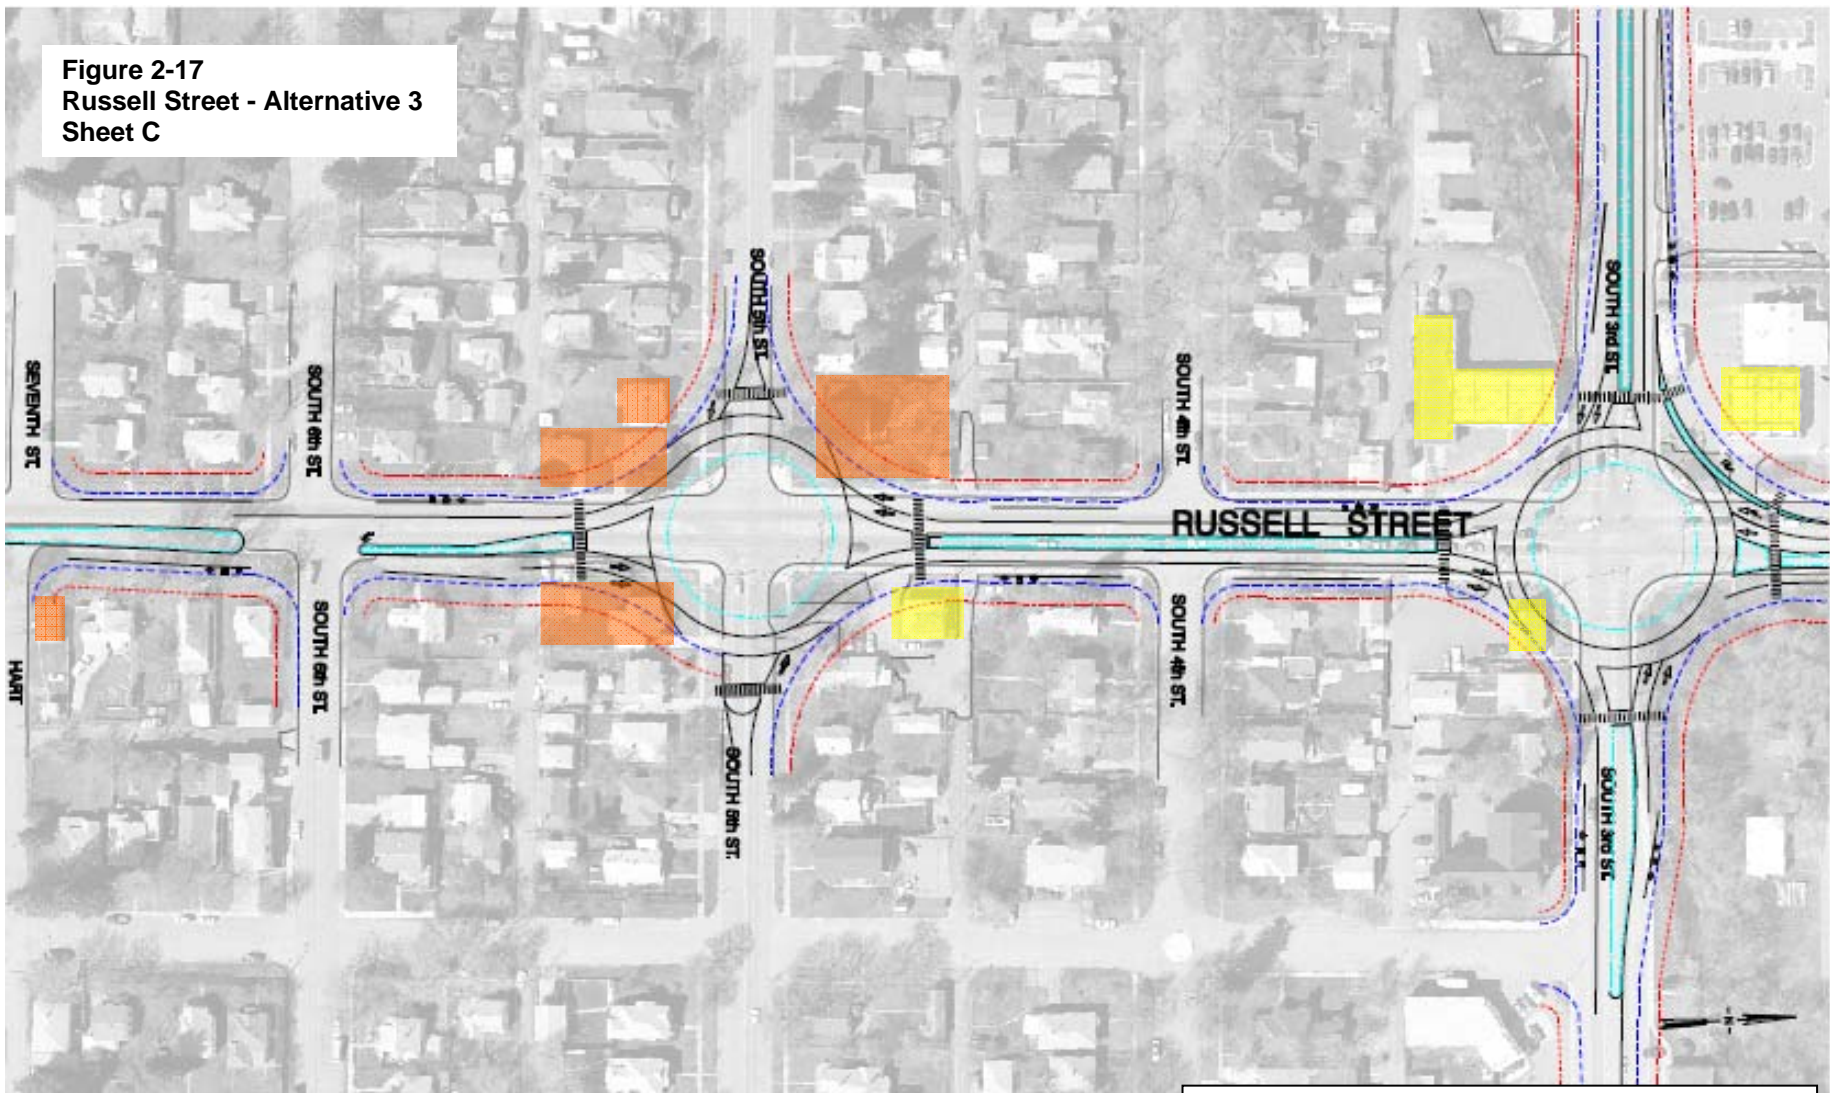 Figure 2-17
Russell Street - Alternative 3
Sheet C
SOUTH 5th ST.
SOUTH 3rd ST.
SEVENTH ST.
SOUTH 6th ST.
SOUTH 4th ST.
RUSSELL STREET
HART
SOUTH 6th ST.
SOUTH 4th ST.
SOUTH 5th ST.
SOUTH 3rd ST.